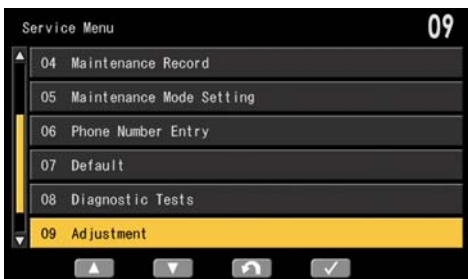 Service Menu 09
04 Maintenance Record
05 Maintenance Mode Setting
06 Phone Number Entry
07 Default
08 Diagnostic Tests
09 Adjustment